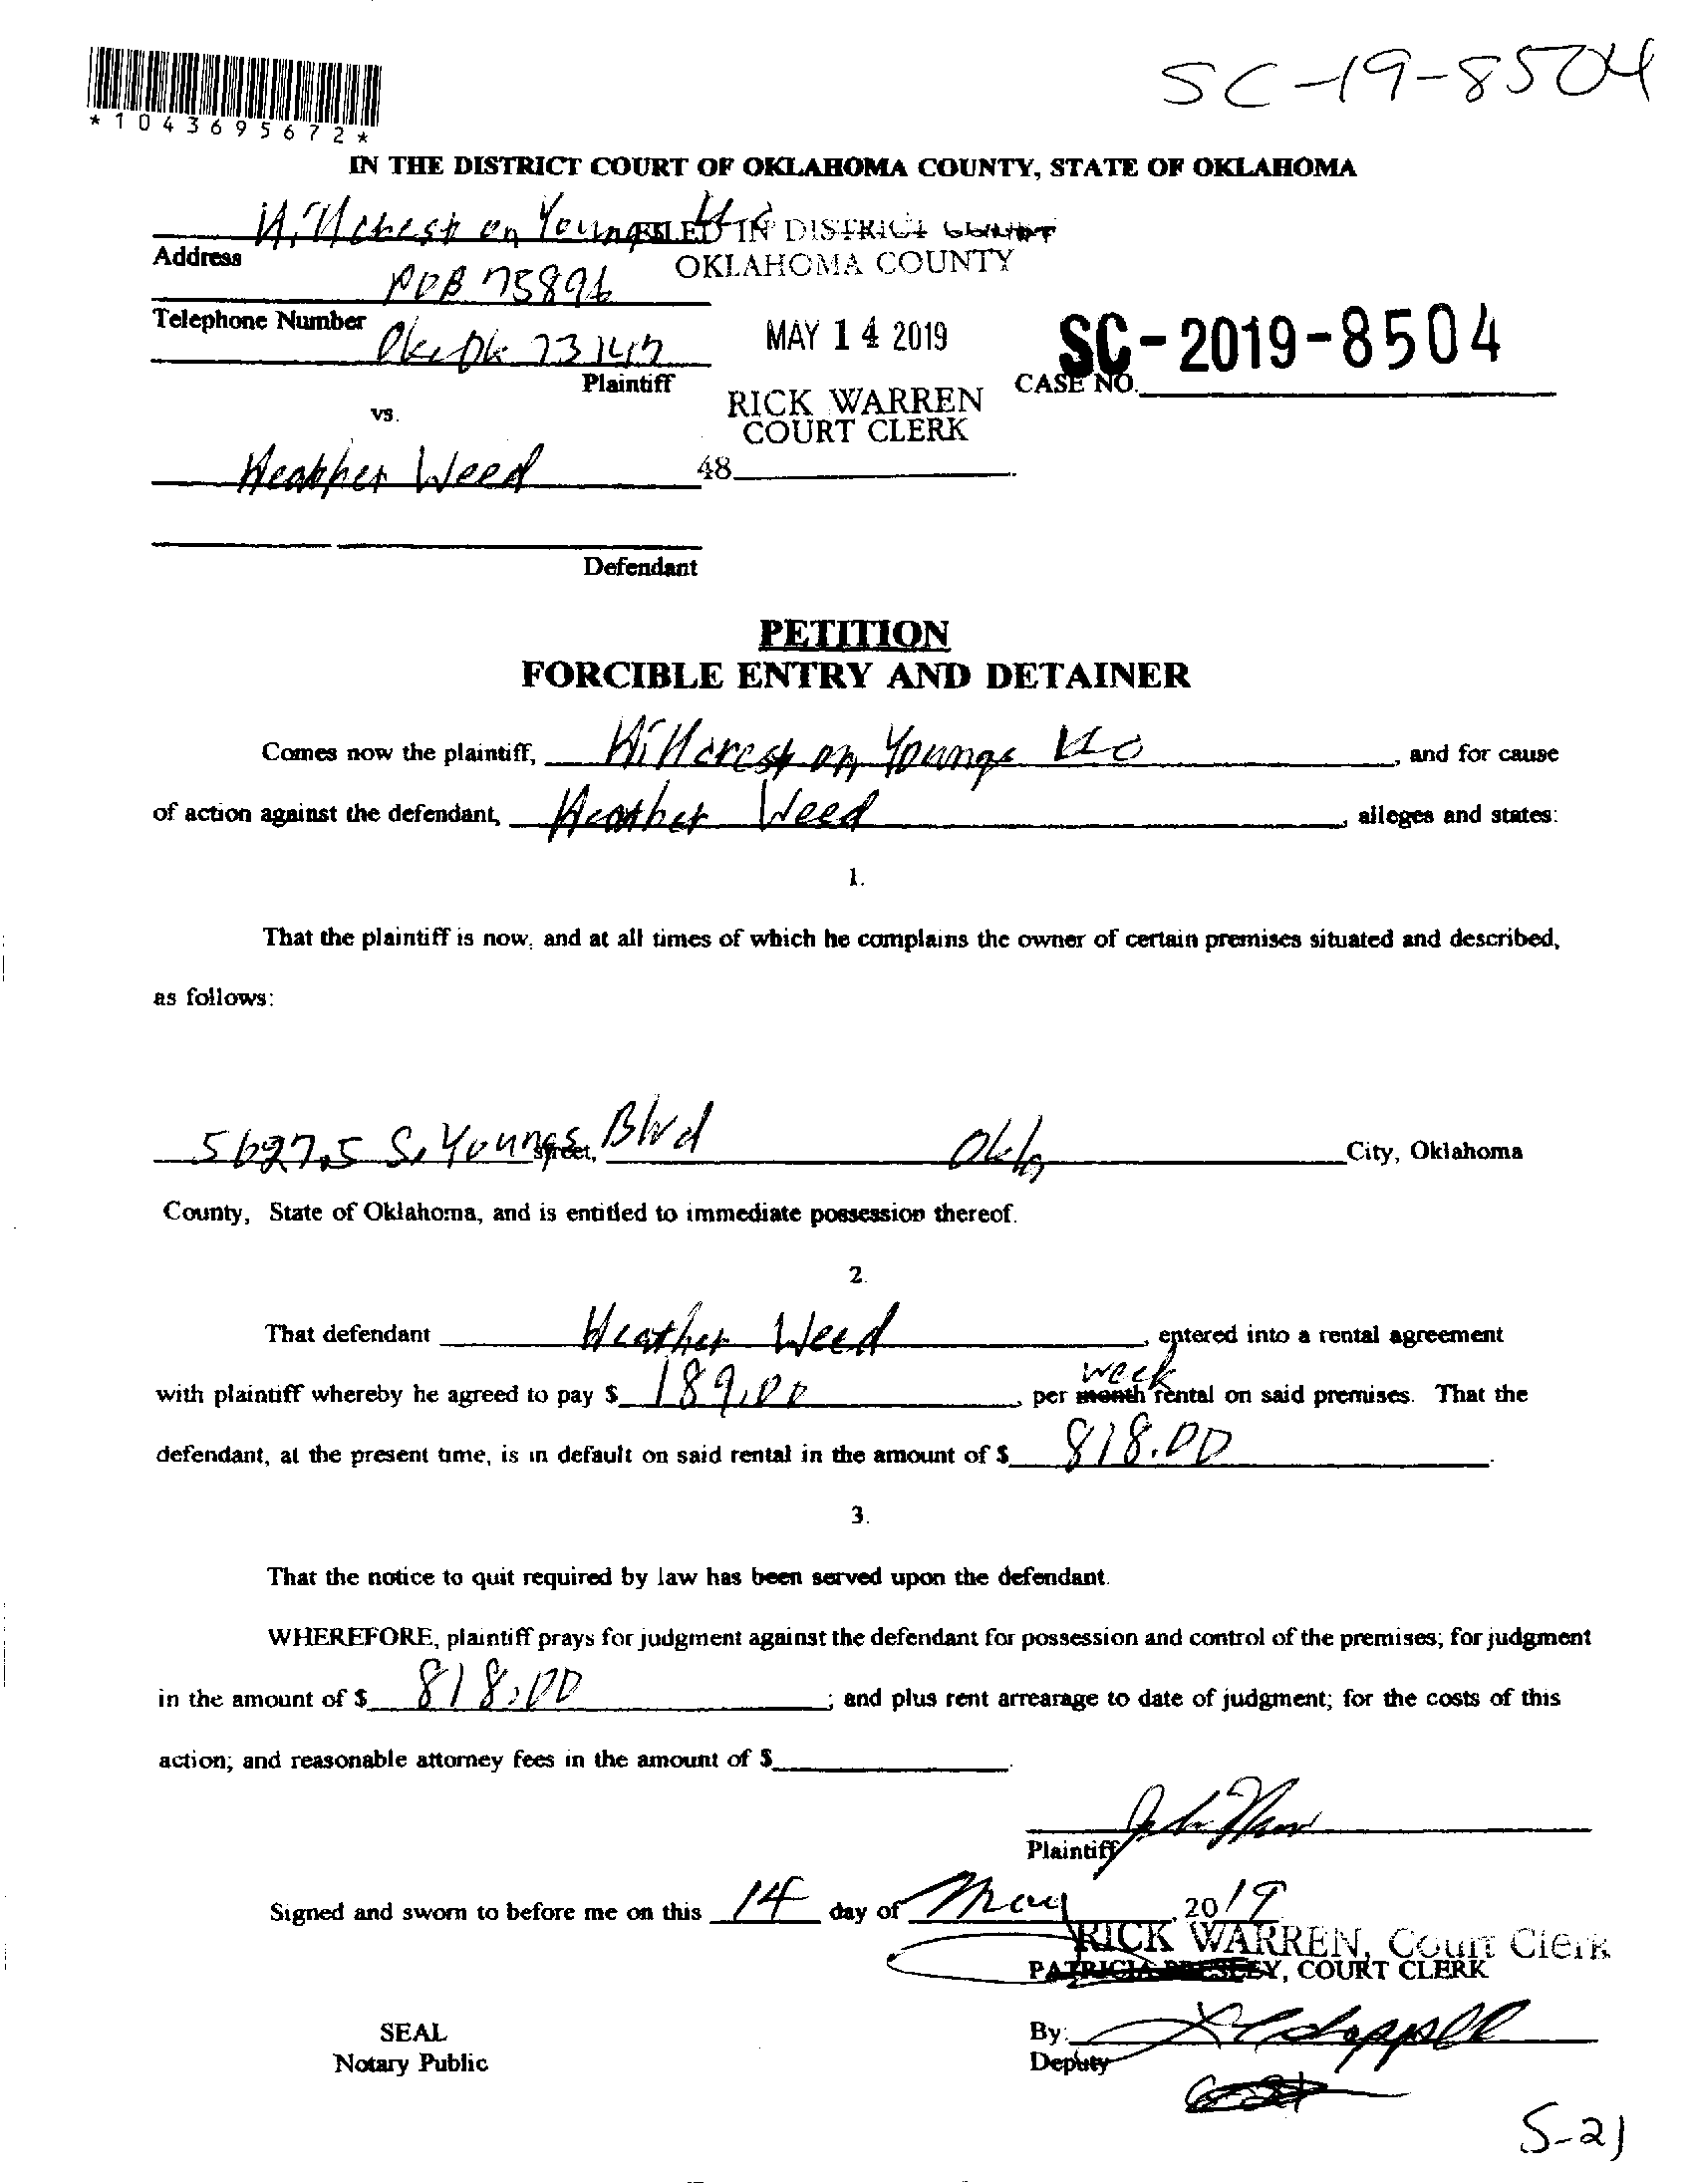 SC-19-8504
*1043695672*
IN THE DISTRICT COURT OF OKLAHOMA COUNTY, STATE OF OKLAHOMA
Hillcrest on Youngs LLC
FILED IN DISTRICT COURT
Address
OKLAHOMA COUNTY
POB 75896
Telephone Number
MAY 14 2019
SC-2019-8504
73147
Plaintiff
CASE NO.
RICK WARREN
vs.
COURT CLERK
Heather Weed
48
Defendant
PETITION
FORCIBLE ENTRY AND DETAINER
Comes now the plaintiff, Hillcrest on Youngs LLC, and for cause
of action against the defendant, Heather Weed, alleges and states:
1.
That the plaintiff is now, and at all times of which he complains the owner of certain premises situated and described,
as follows:
5627.5 S. Youngs Blvd street, Okla City, Oklahoma
County, State of Oklahoma, and is entitled to immediate possession thereof.
2.
That defendant Heather Weed, entered into a rental agreement
week
with plaintiff whereby he agreed to pay $ 189.00, per month rental on said premises. That the
defendant, at the present time, is in default on said rental in the amount of $ 818.00.
3.
That the notice to quit required by law has been served upon the defendant.
WHEREFORE, plaintiff prays for judgment against the defendant for possession and control of the premises; for judgment
in the amount of $ 818.00; and plus rent arrearage to date of judgment; for the costs of this
action; and reasonable attorney fees in the amount of $.
Plaintiff
Signed and sworn to before me on this 14 day of May, 2019
RICK WARREN, Court Clerk
PATRICIA PRESLEY, COURT CLERK
SEAL
By:
Notary Public
Deputy
5-21